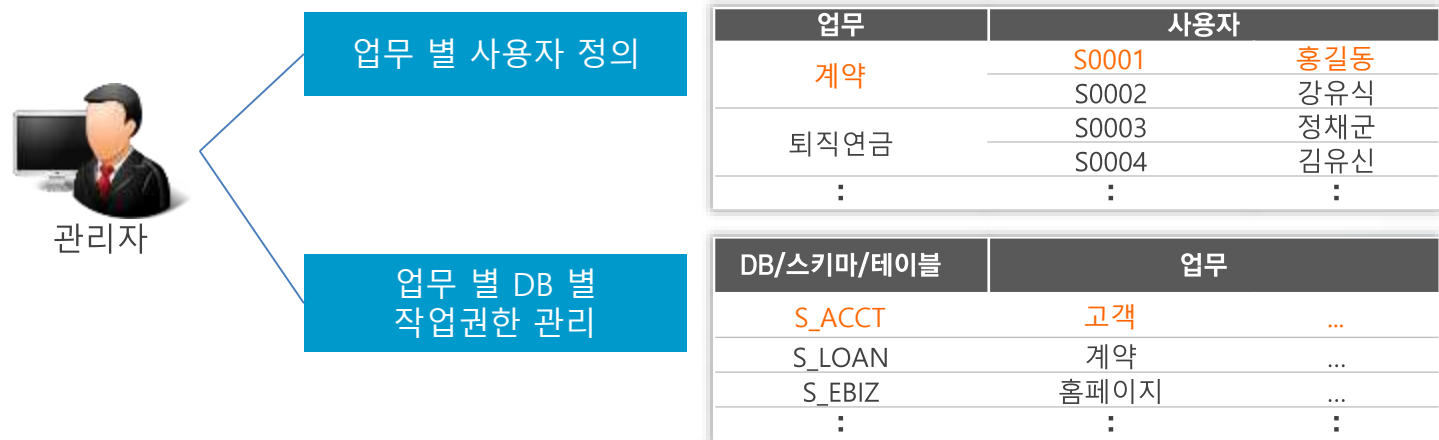 관리자
업무 별 사용자 정의
업무 별 DB 별
작업권한 관리
업무 사용자
계약 S0001 홍길동
S0002 강유식
퇴직연금 S0003 정채군
S0004 김유신
: : :
DB/스키마/테이블 업무
S_ACCT 고객 ...
S_LOAN 계약 ...
S_EBIZ 홈페이지 ...
: : :